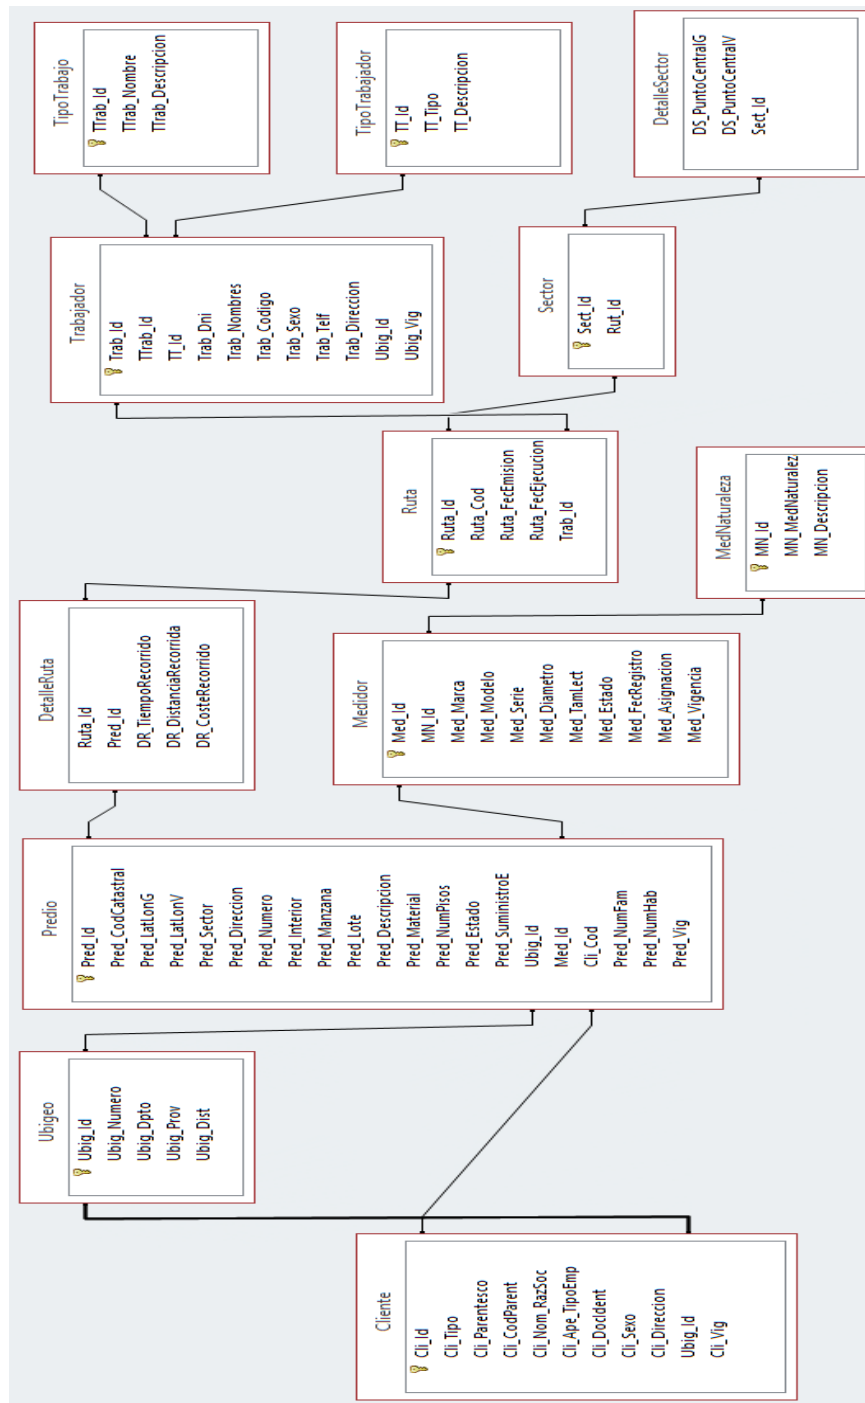 Cliente
Cli_Id
Cli_Tipo
Cli_Parentesco
Cli_CodParent
Cli_Nom_RazSoc
Cli_Ape_TipoEmp
Cli_DocIdent
Cli_Sexo
Cli_Direccion
Ubig_Id
Cli_Vig
Ubigeo
Ubig_Id
Ubig_Numero
Ubig_Dpto
Ubig_Prov
Ubig_Dist
Predio
Pred_Id
Pred_CodCatastral
Pred_LatLonG
Pred_LatLonV
Pred_Sector
Pred_Direccion
Pred_Numero
Pred_Interior
Pred_Manzana
Pred_Lote
Pred_Descripcion
Pred_Material
Pred_NumPisos
Pred_Estado
Pred_SuministroE
Ubig_Id
Med_Id
Cli_Cod
Pred_NumFam
Pred_NumHab
Pred_Vig
DetalleRuta
Ruta_Id
Pred_Id
DR_TiempoRecorrido
DR_DistanciaRecorrida
DR_CosteRecorrido
Medidor
Med_Id
MN_Id
Med_Marca
Med_Modelo
Med_Serie
Med_Diametro
Med_TamLect
Med_Estado
Med_FecRegistro
Med_Asignacion
Med_Vigencia
Ruta
Ruta_Id
Ruta_Cod
Ruta_FecEmision
Ruta_FecEjecucion
Trab_Id
MedNaturaleza
MN_Id
MN_MedNaturalez
MN_Descripcion
Trabajador
Trab_Id
TTrab_Id
TT_Id
Trab_Dni
Trab_Nombres
Trab_Codigo
Trab_Sexo
Trab_Telf
Trab_Direccion
Ubig_Id
Ubig_Vig
Sector
Sect_Id
Rut_Id
TipoTrabajo
TTrab_Id
TTrab_Nombre
TTrab_Descripcion
TipoTrabajador
TT_Id
TT_Tipo
TT_Descripcion
DetalleSector
DS_PuntoCentralG
DS_PuntoCentralV
Sect_Id